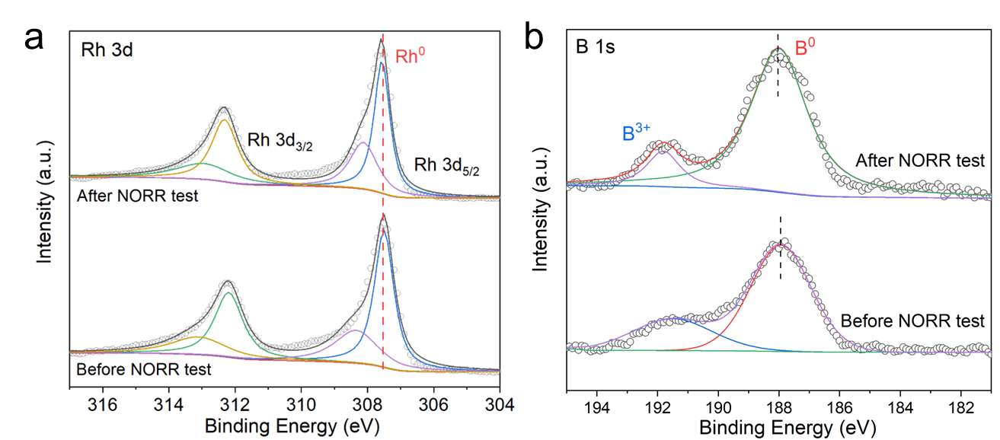 a
Rh 3d
Rh⁰
Rh 3d₃/₂
Rh 3d₅/₂
After NORR test
Before NORR test
Intensity (a.u.)
316 314 312 310 308 306 304
Binding Energy (eV)
b
B 1s
B⁰
B³⁺
After NORR test
Before NORR test
Intensity (a.u.)
194 192 190 188 186 184 182
Binding Energy (eV)